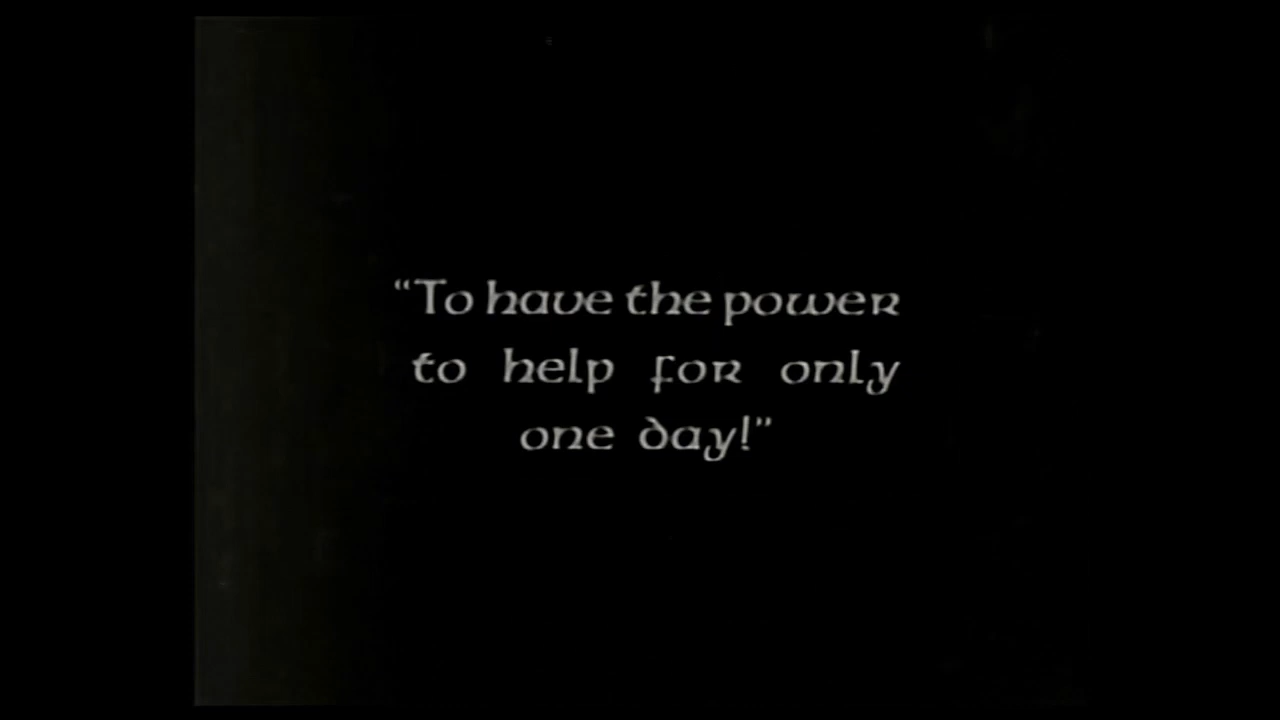 “To have the power
to help for only
one day!”